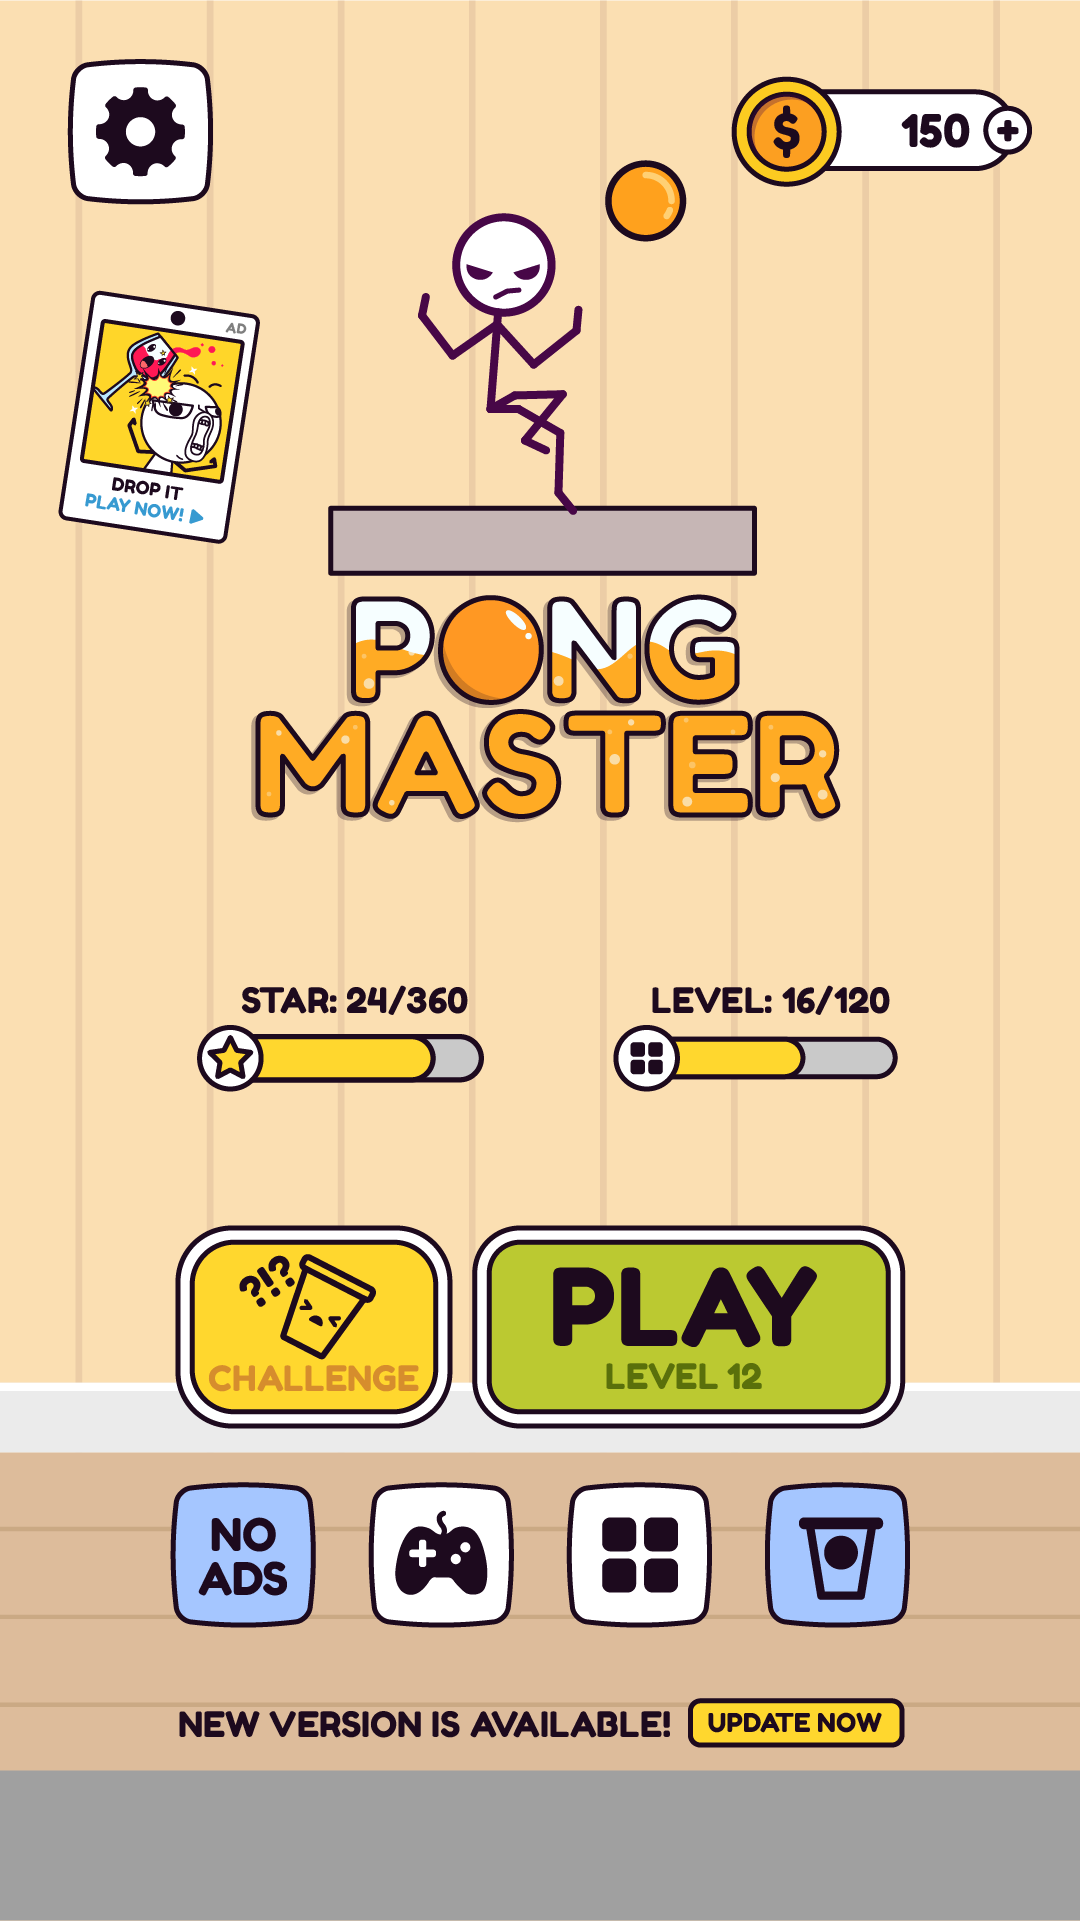 $ 150 +
AD
DROP IT
PLAY NOW!
PONG
MASTER
STAR: 24/360
LEVEL: 16/120
?!?
CHALLENGE
PLAY
LEVEL 12
NO
ADS
NEW VERSION IS AVAILABLE!
UPDATE NOW